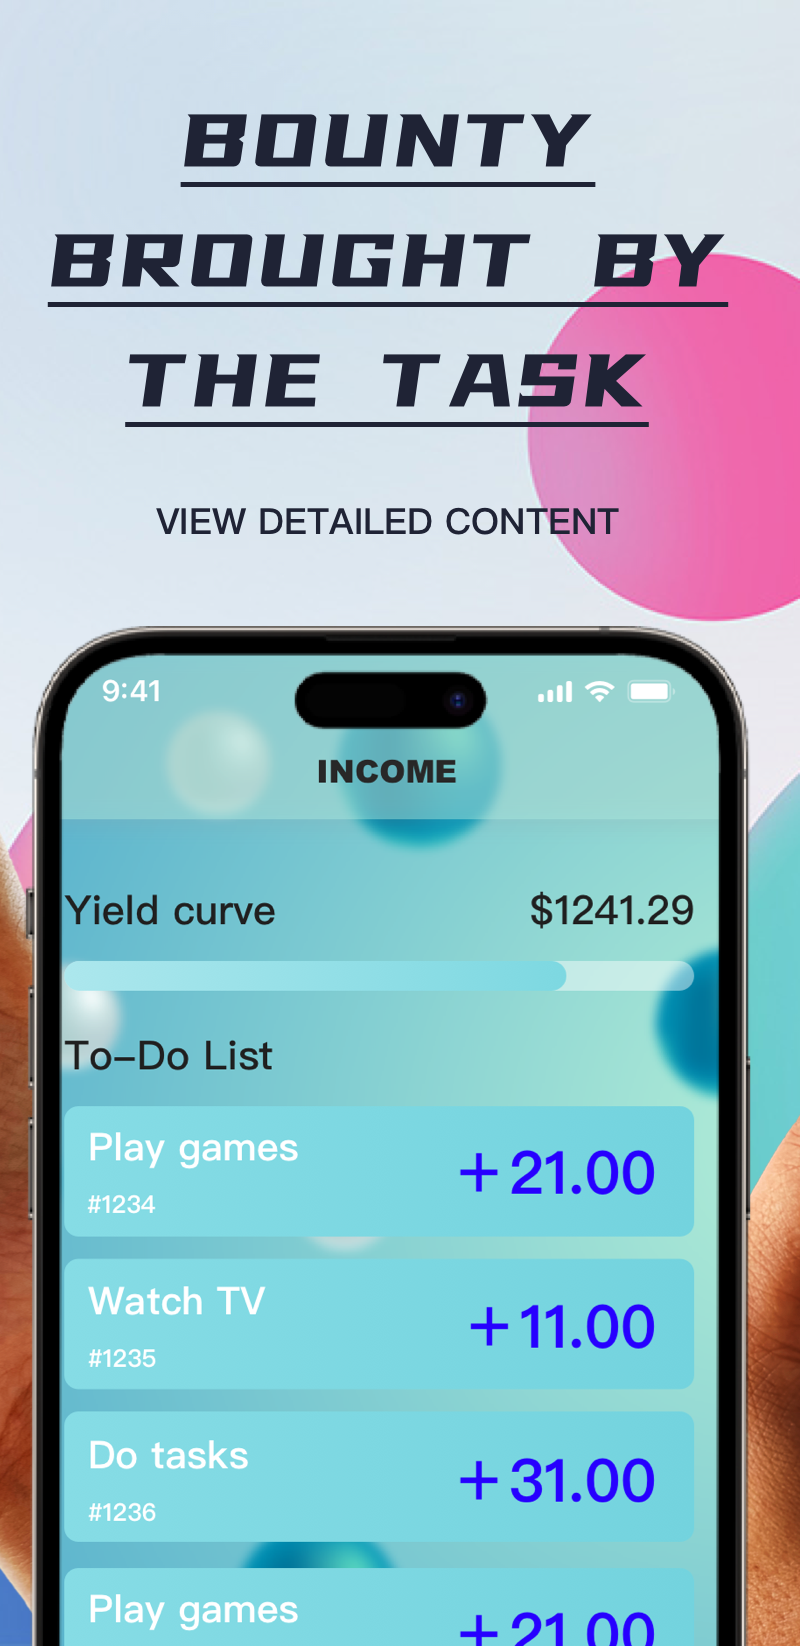 BOUNTY
BROUGHT BY
THE TASK
VIEW DETAILED CONTENT
9:41
INCOME
Yield curve $1241.29
To-Do List
Play games
+21.00
#1234
Watch TV
+11.00
#1235
Do tasks
+31.00
#1236
Play games
+21.00